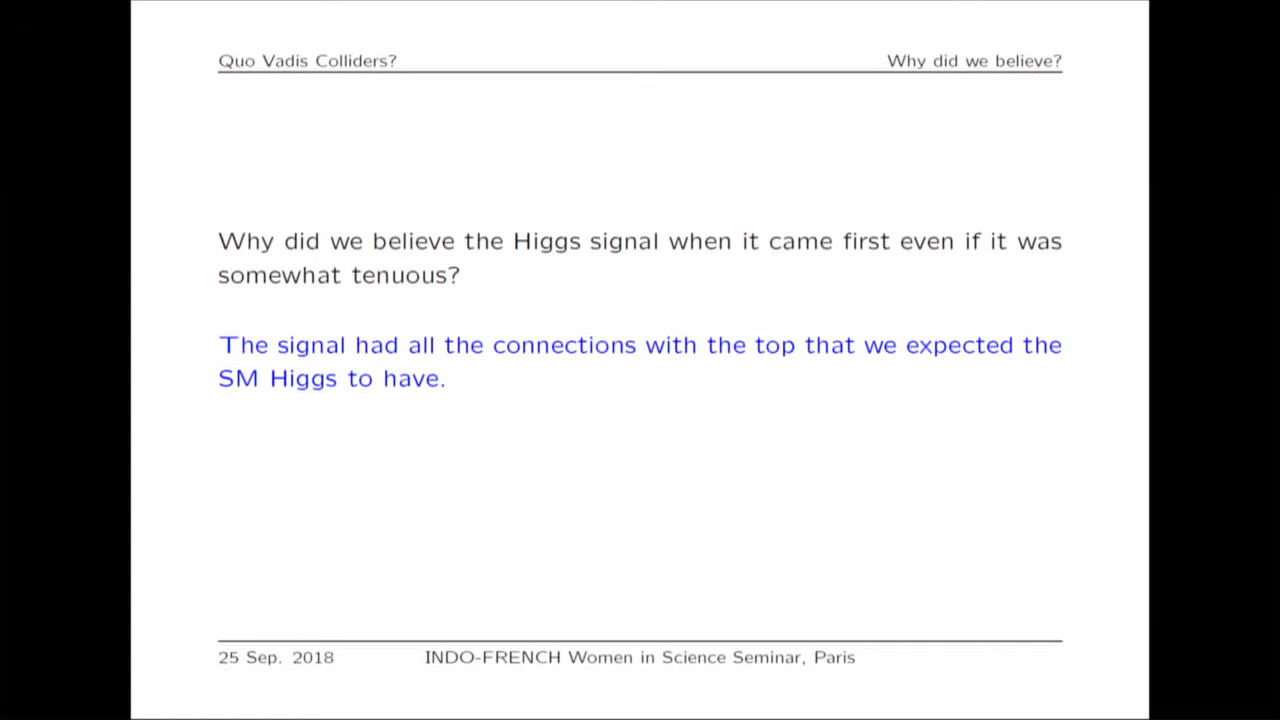 Quo Vadis Colliders? Why did we believe?
Why did we believe the Higgs signal when it came first even if it was
somewhat tenuous?
The signal had all the connections with the top that we expected the
SM Higgs to have.
25 Sep. 2018 INDO-FRENCH Women in Science Seminar, Paris